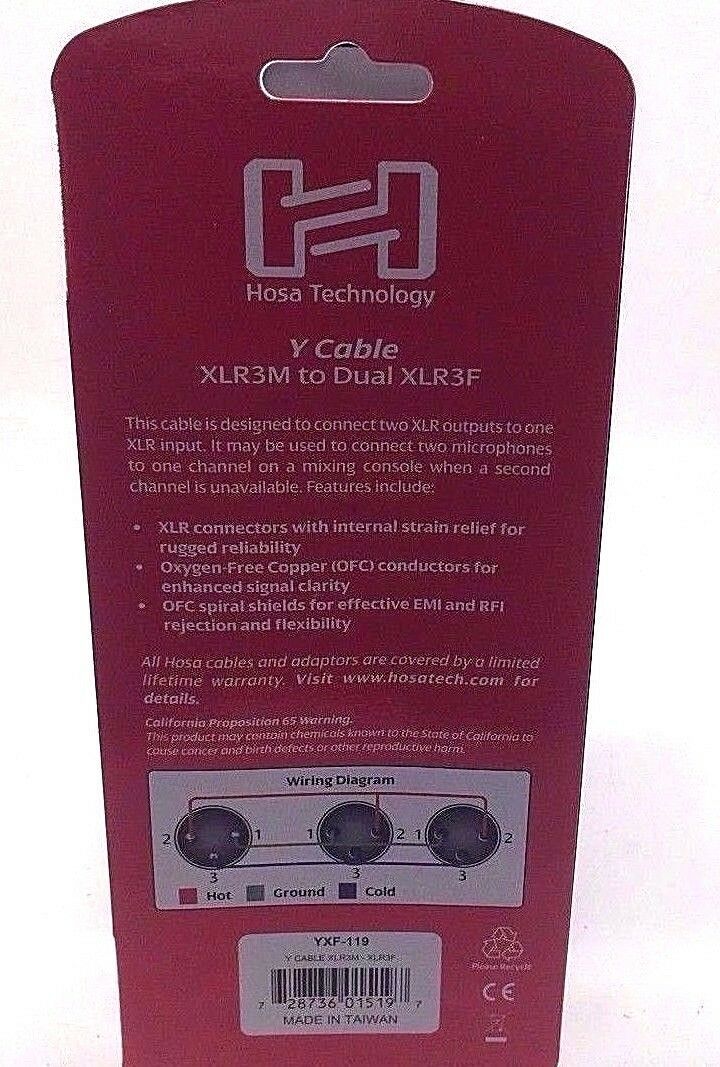 Hosa Technology
Y Cable
XLR3M to Dual XLR3F
This cable is designed to connect two XLR outputs to one
XLR input. It may be used to connect two microphones
to one channel on a mixing console when a second
channel is unavailable. Features include:
• XLR connectors with internal strain relief for
rugged reliability
• Oxygen-Free Copper (OFC) conductors for
enhanced signal clarity
• OFC spiral shields for effective EMI and RFI
rejection and flexibility
All Hosa cables and adaptors are covered by a limited
lifetime warranty. Visit www.hosatech.com for
details.
California Proposition 65 Warning.
This product may contain chemicals known to the State of California to
cause cancer and birth defects or other reproductive harm.
Wiring Diagram
2 1 1 2 1 2
3 3 3
Hot Ground Cold
YXF-119
Y CABLE XLR3M - XLR3F
7 28736 01519 7
MADE IN TAIWAN
Please Recycle
CE